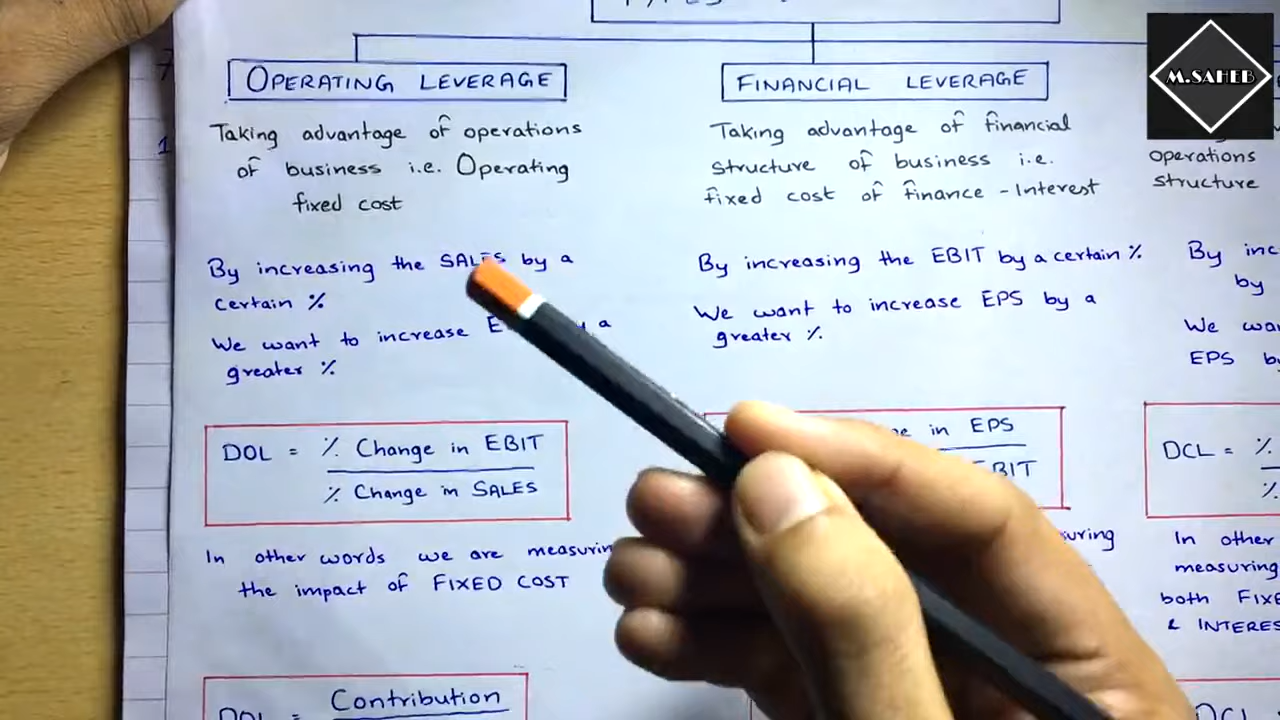 M.SAHEB
OPERATING LEVERAGE
Taking advantage of operations
of business i.e. Operating
fixed cost
By increasing the SALES by a
certain %
We want to increase a
greater %
DOL = % Change in EBIT
% Change in SALES
In other words we are
the impact of FIXED COST
DOL = Contribution
FINANCIAL LEVERAGE
Taking advantage of financial
structure of business i.e.
fixed cost of finance - Interest
By increasing the EBIT by a certain %
We want to increase EPS by a
greater %.
in EPS
operations
structure
By
by
We
EPS
DCL = %
%
In other
measuring
both
&
DCL